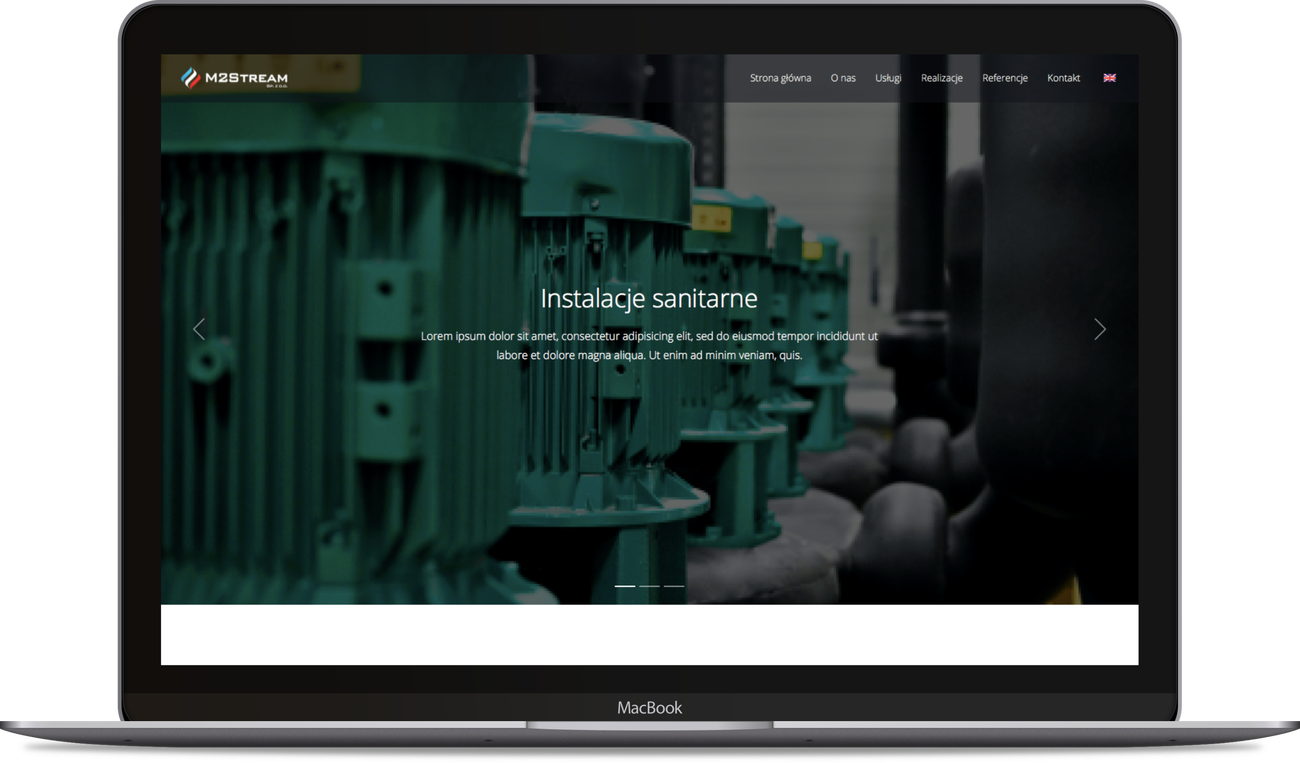 M2STREAM
SP. Z O.O.
Strona główna O nas Usługi Realizacje Referencje Kontakt
Instalacje sanitarne
Lorem ipsum dolor sit amet, consectetur adipisicing elit, sed do eiusmod tempor incididunt ut
labore et dolore magna aliqua. Ut enim ad minim veniam, quis.
MacBook